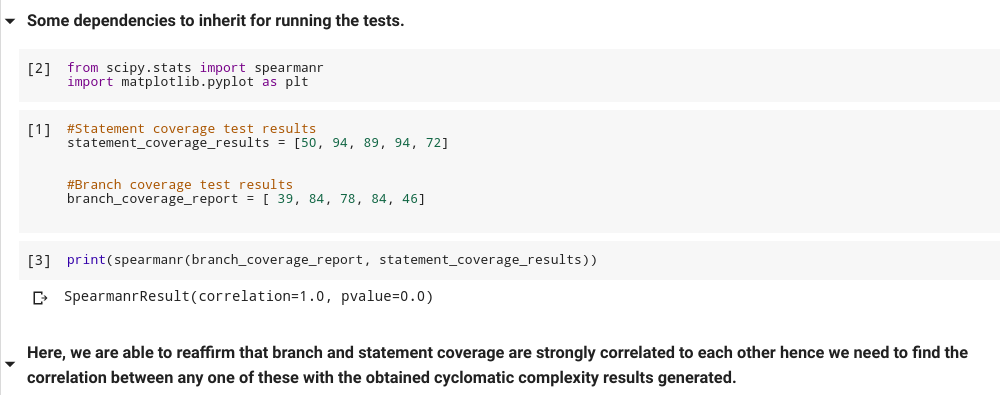 Some dependencies to inherit for running the tests.
[2] from scipy.stats import spearmanr
import matplotlib.pyplot as plt
[1] #Statement coverage test results
statement_coverage_results = [50, 94, 89, 94, 72]
#Branch coverage test results
branch_coverage_report = [ 39, 84, 78, 84, 46]
[3] print(spearmanr(branch_coverage_report, statement_coverage_results))
SpearmanrResult(correlation=1.0, pvalue=0.0)
Here, we are able to reaffirm that branch and statement coverage are strongly correlated to each other hence we need to find the
correlation between any one of these with the obtained cyclomatic complexity results generated.